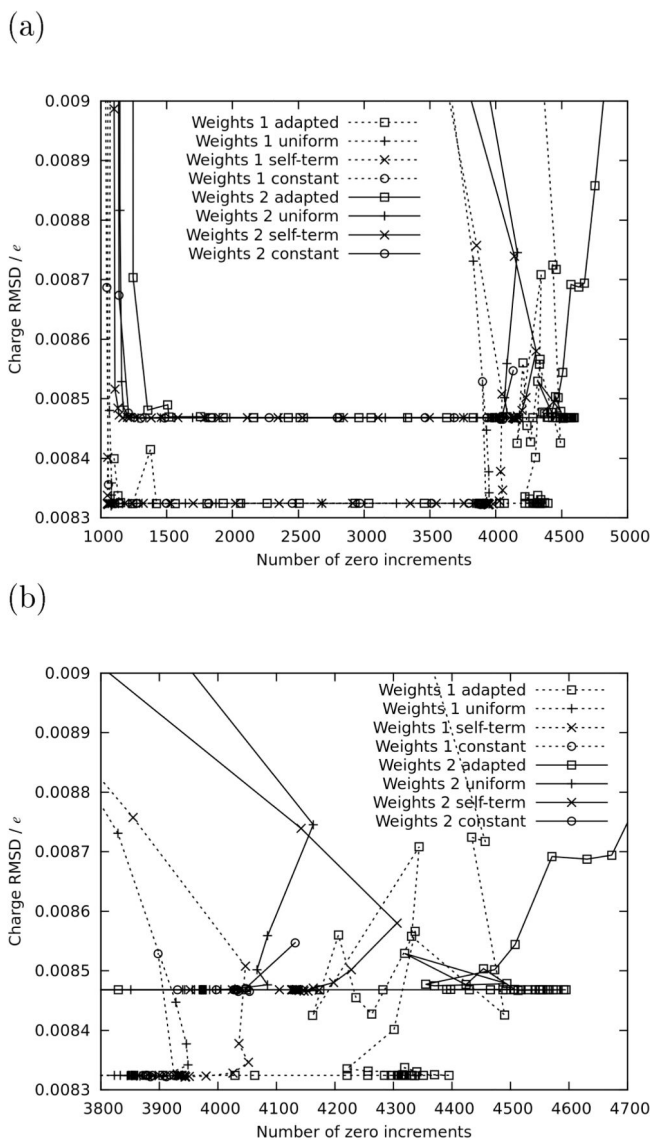 (a)
0.009
0.0089
0.0088
0.0087
0.0086
0.0085
0.0084
0.0083
Charge RMSD / e
Weights 1 adapted
Weights 1 uniform
Weights 1 self-term
Weights 1 constant
Weights 2 adapted
Weights 2 uniform
Weights 2 self-term
Weights 2 constant
1000 1500 2000 2500 3000 3500 4000 4500 5000
Number of zero increments
(b)
0.009
0.0089
0.0088
0.0087
0.0086
0.0085
0.0084
0.0083
Charge RMSD / e
Weights 1 adapted
Weights 1 uniform
Weights 1 self-term
Weights 1 constant
Weights 2 adapted
Weights 2 uniform
Weights 2 self-term
Weights 2 constant
3800 3900 4000 4100 4200 4300 4400 4500 4600 4700
Number of zero increments